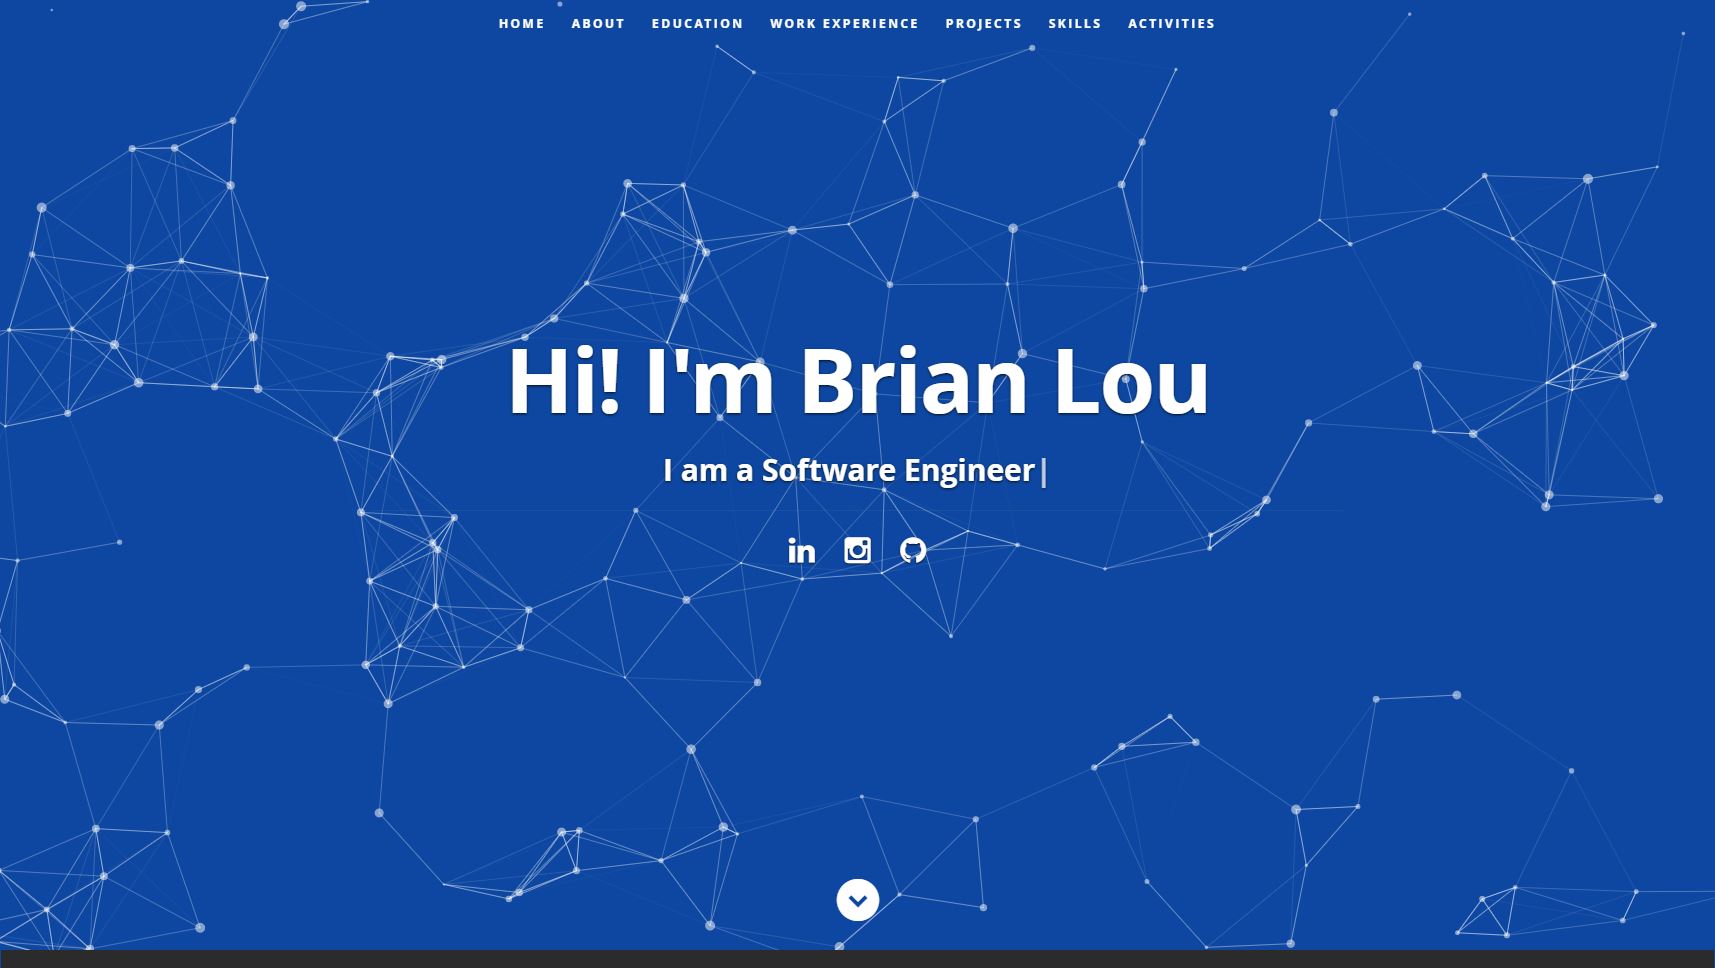 HOME ABOUT EDUCATION WORK EXPERIENCE PROJECTS SKILLS ACTIVITIES
Hi! I'm Brian Lou
I am a Software Engineer|
in